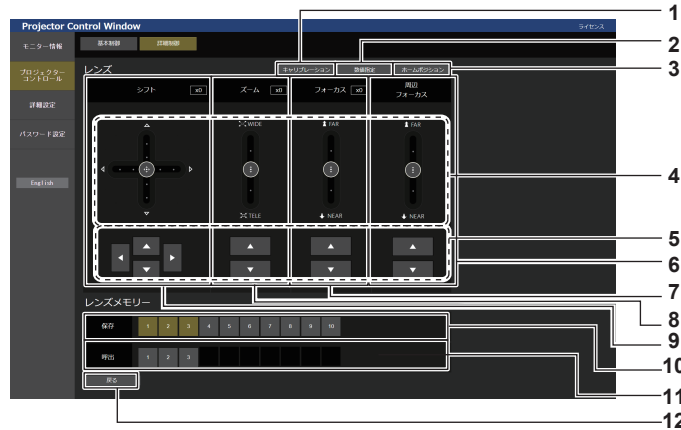 Projector Control Window
ライセンス
モニター情報
基本制御
詳細制御
プロジェクター
コントロール
詳細設定
パスワード設定
English
レンズ
キャリブレーション
数値設定
ホームポジション
シフト
x0
ズーム
x0
フォーカス
x0
周辺
フォーカス
WIDE
FAR
FAR
TELE
NEAR
NEAR
レンズメモリー
保存
1 2 3 4 5 6 7 8 9 10
呼出
1 2 3
戻る
1
2
3
4
5
6
7
8
9
10
11
12